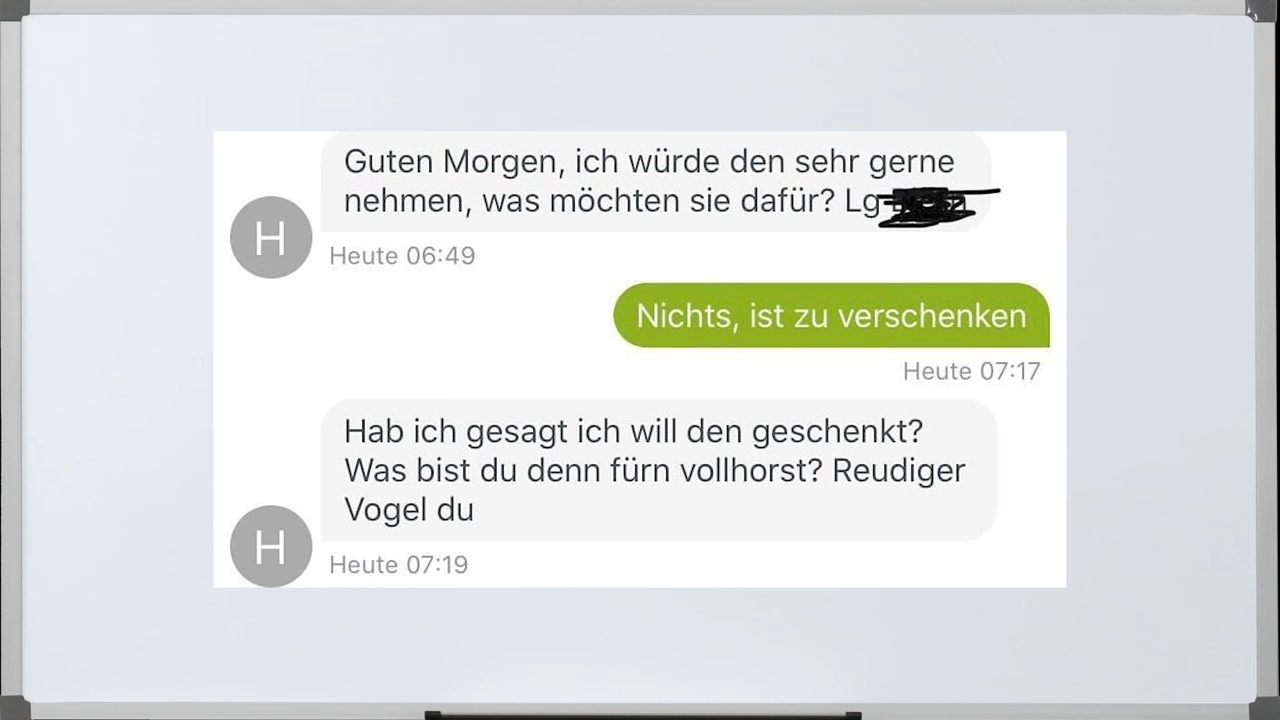 Guten Morgen, ich würde den sehr gerne
nehmen, was möchten sie dafür? Lg
H
Heute 06:49
Nichts, ist zu verschenken
Heute 07:17
Hab ich gesagt ich will den geschenkt?
Was bist du denn fürn vollhorst? Reudiger
Vogel du
H
Heute 07:19